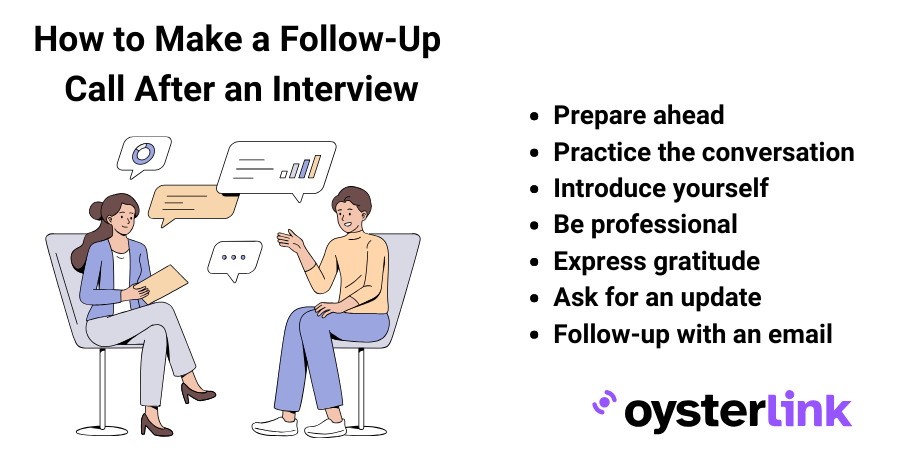 How to Make a Follow-Up
Call After an Interview
• Prepare ahead
• Practice the conversation
• Introduce yourself
• Be professional
• Express gratitude
• Ask for an update
• Follow-up with an email
oysterlink